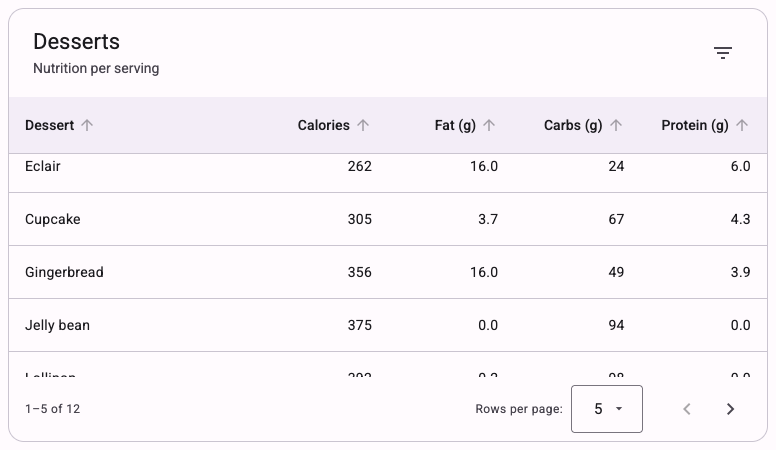 Desserts
Nutrition per serving
Dessert Calories Fat (g) Carbs (g) Protein (g)
Eclair 262 16.0 24 6.0
Cupcake 305 3.7 67 4.3
Gingerbread 356 16.0 49 3.9
Jelly bean 375 0.0 94 0.0
1–5 of 12 Rows per page: 5